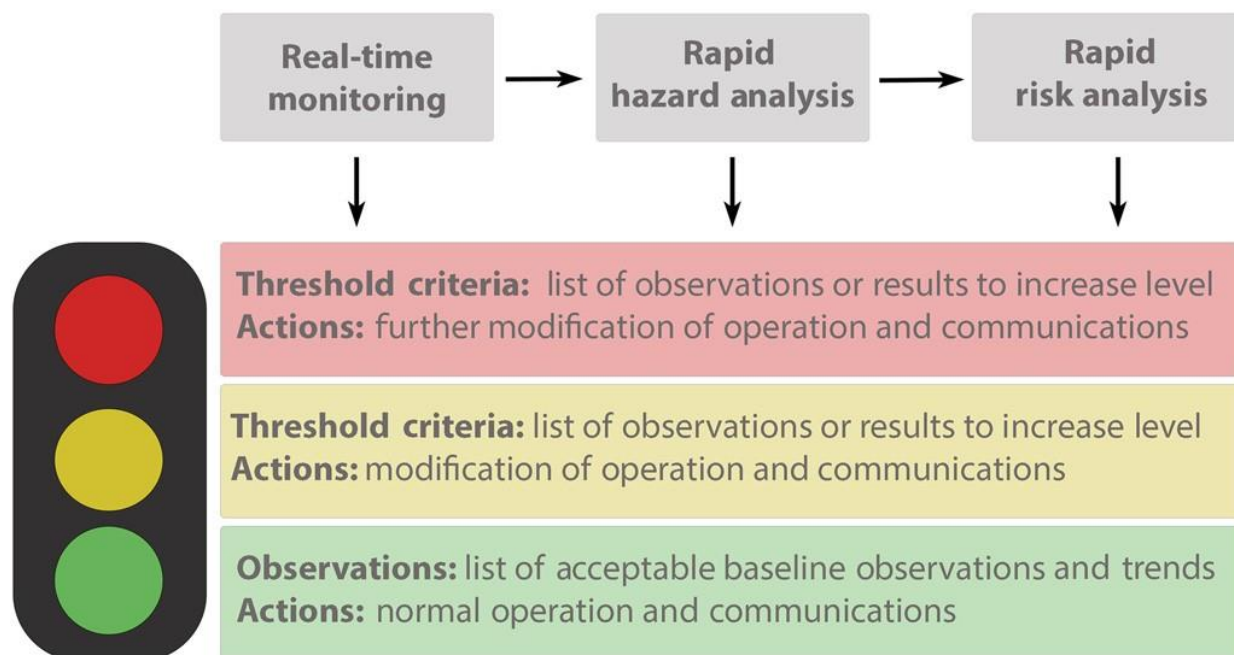 Real-time
monitoring
Rapid
hazard analysis
Rapid
risk analysis
Threshold criteria: list of observations or results to increase level
Actions: further modification of operation and communications
Threshold criteria: list of observations or results to increase level
Actions: modification of operation and communications
Observations: list of acceptable baseline observations and trends
Actions: normal operation and communications